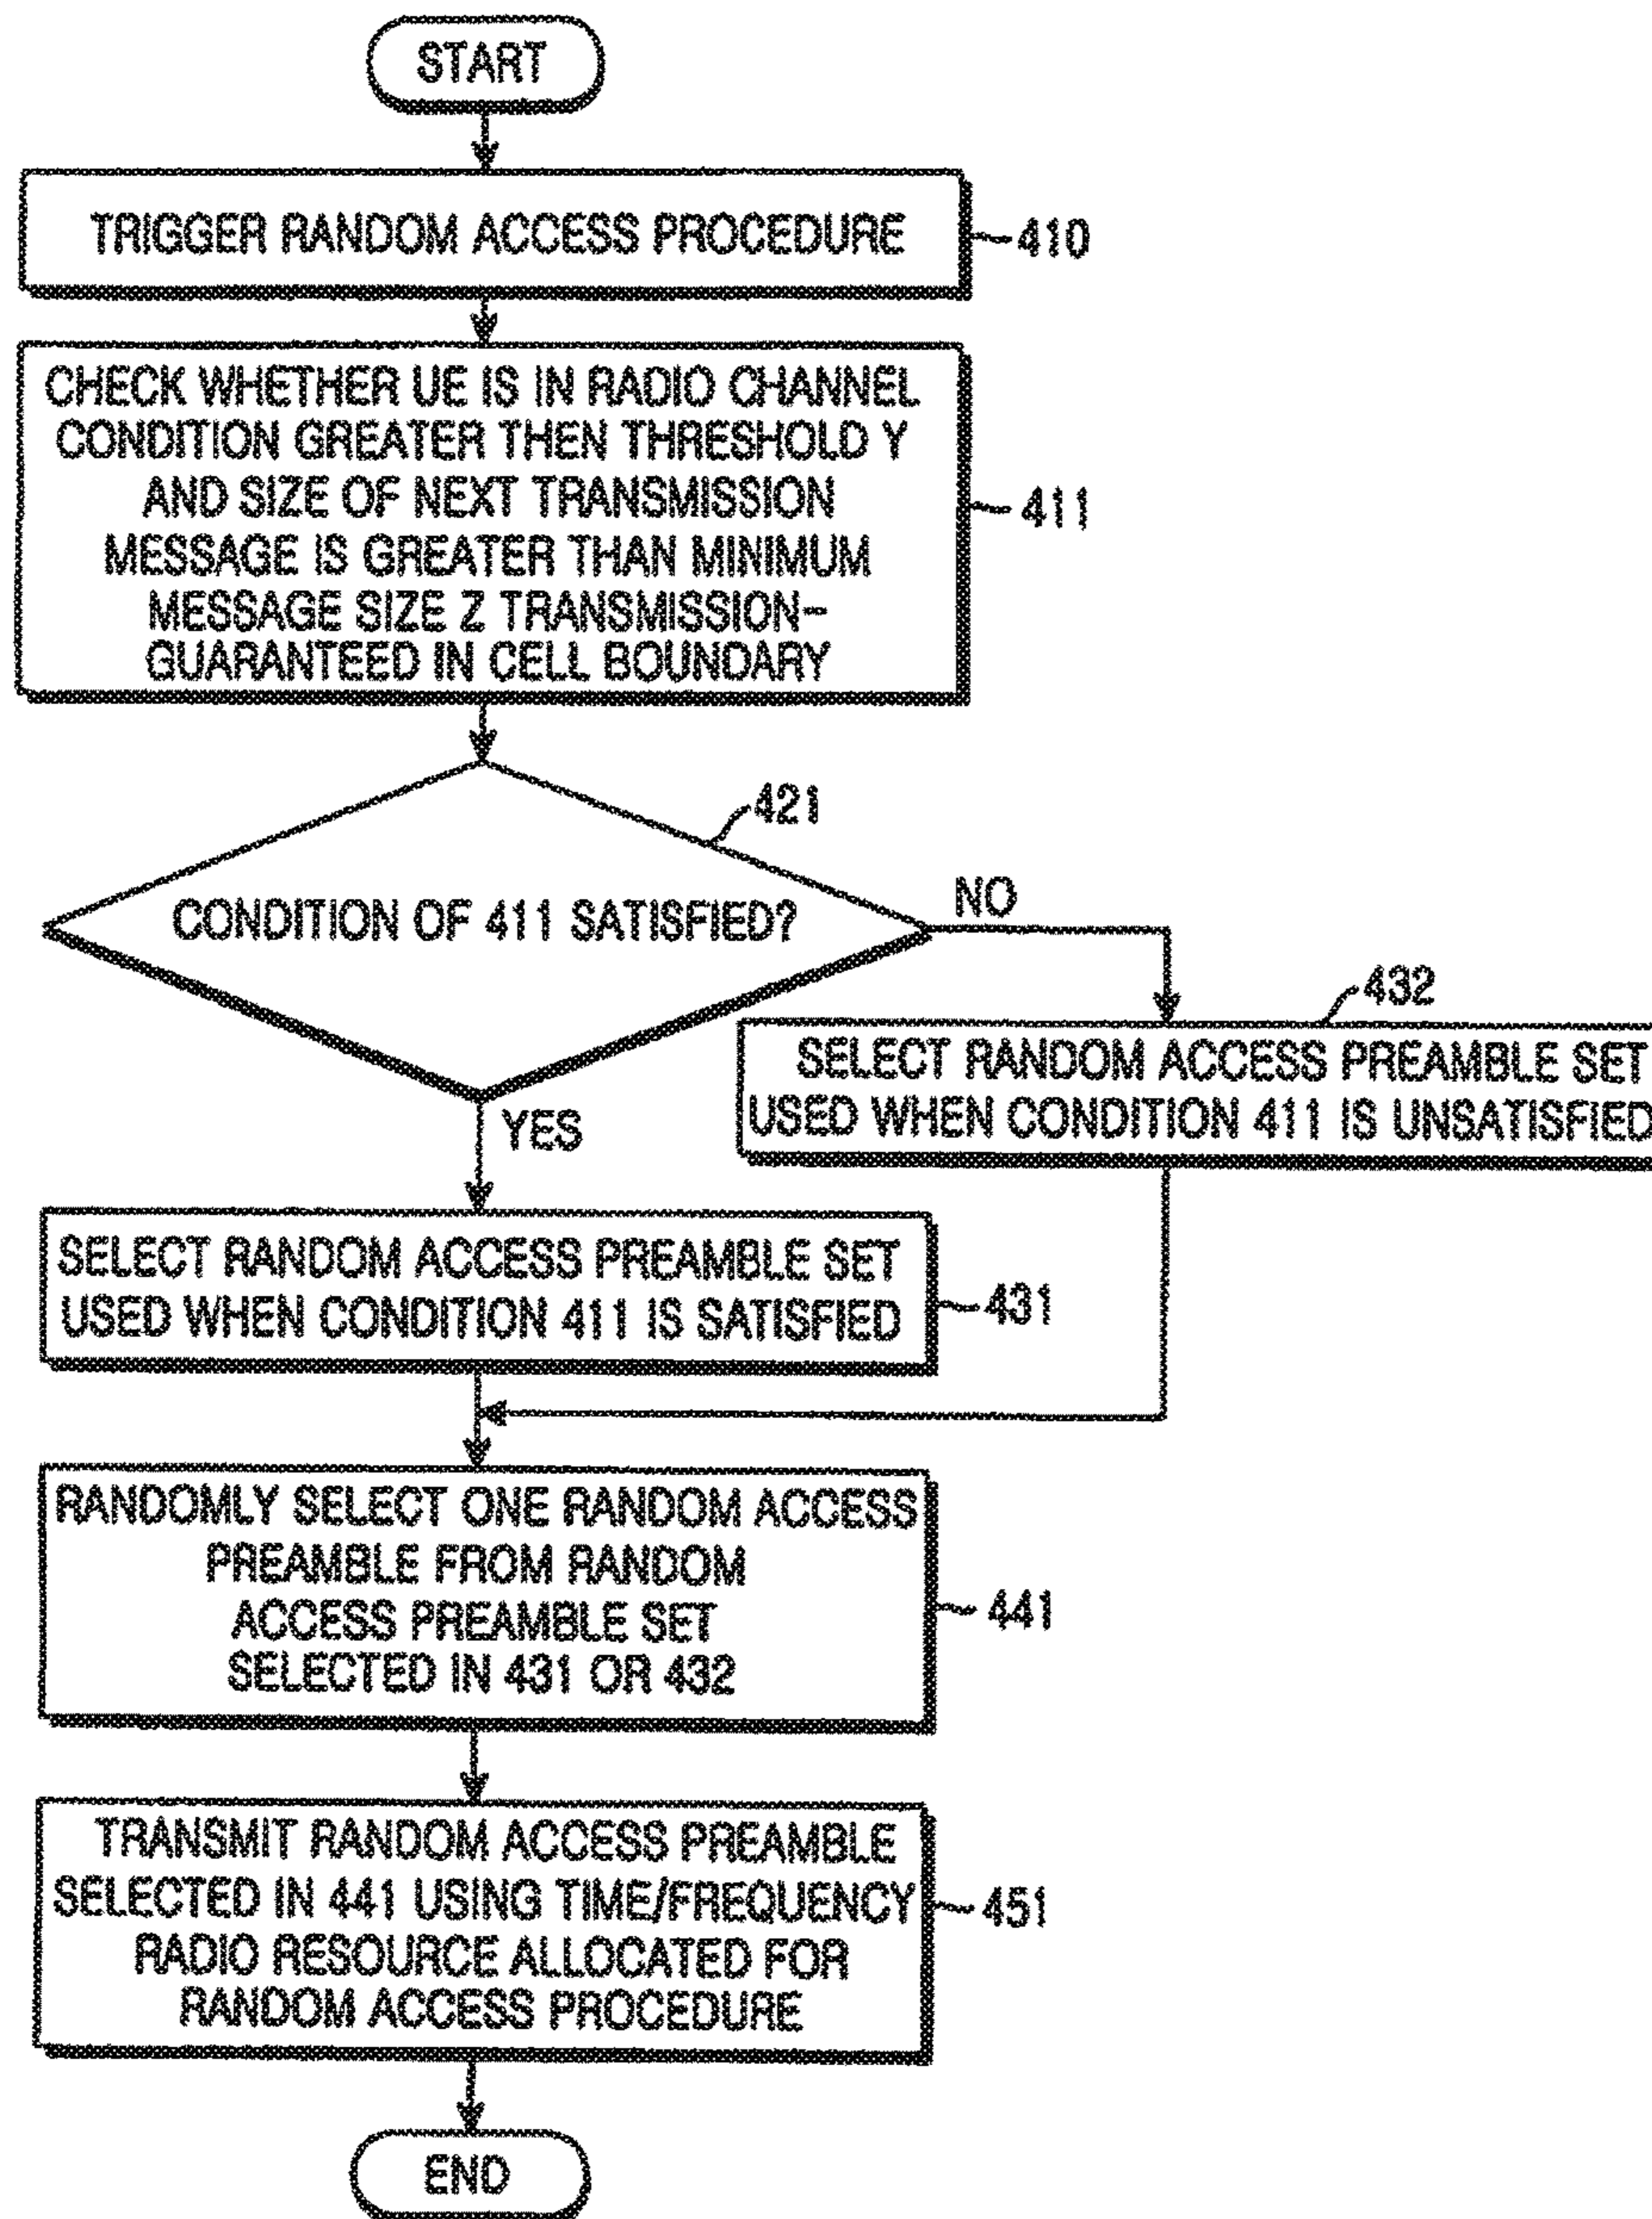 START
TRIGGER RANDOM ACCESS PROCEDURE
410
CHECK WHETHER UE IS IN RADIO CHANNEL
CONDITION GREATER THEN THRESHOLD Y
AND SIZE OF NEXT TRANSMISSION
MESSAGE IS GREATER THAN MINIMUM
MESSAGE SIZE Z TRANSMISSION-
GUARANTEED IN CELL BOUNDARY
411
421
CONDITION OF 411 SATISFIED?
NO
YES
432
SELECT RANDOM ACCESS PREAMBLE SET
USED WHEN CONDITION 411 IS UNSATISFIED
SELECT RANDOM ACCESS PREAMBLE SET
USED WHEN CONDITION 411 IS SATISFIED
431
RANDOMLY SELECT ONE RANDOM ACCESS
PREAMBLE FROM RANDOM
ACCESS PREAMBLE SET
SELECTED IN 431 OR 432
441
TRANSMIT RANDOM ACCESS PREAMBLE
SELECTED IN 441 USING TIME/FREQUENCY
RADIO RESOURCE ALLOCATED FOR
RANDOM ACCESS PROCEDURE
451
END